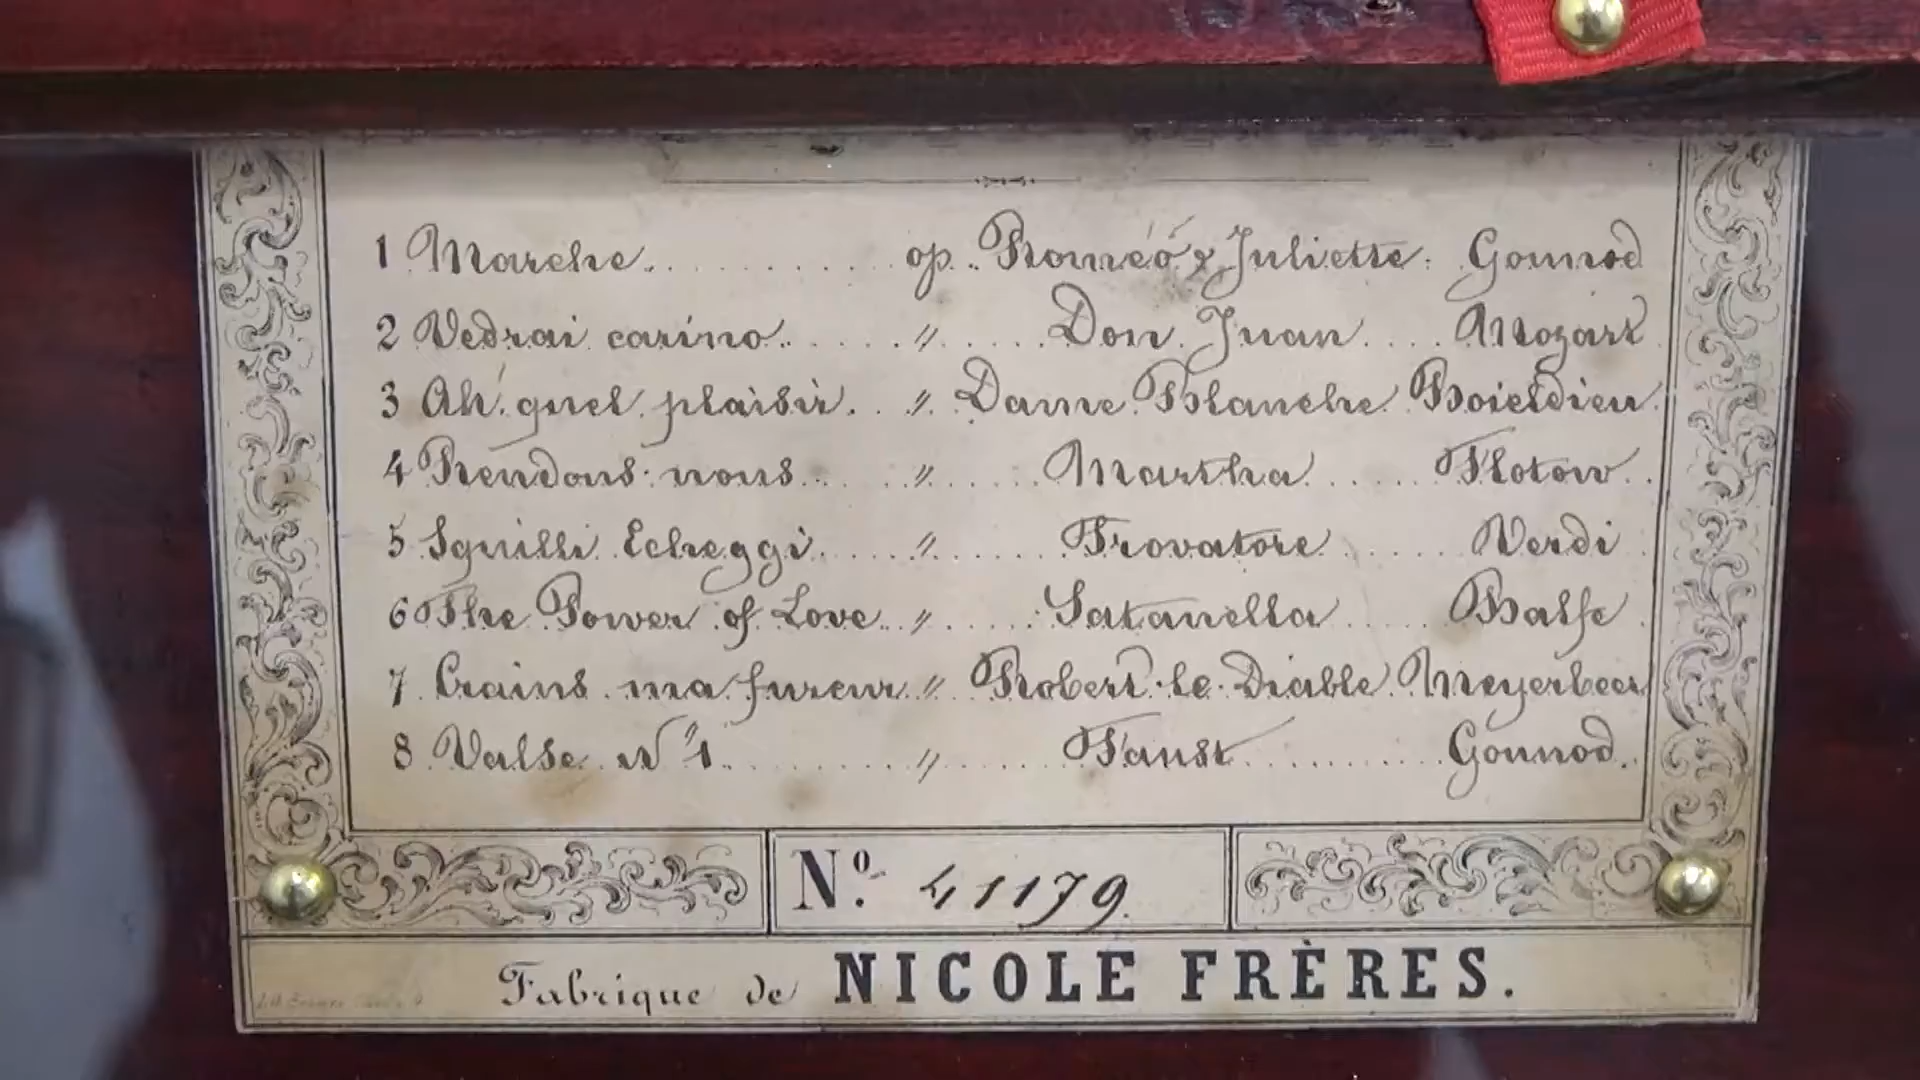 1 Marche. op. Roméo & Juliette. Gounod
2 Vedrai carino. " Don Juan. Mozart
3 Ah! quel plaisir. " Dame Blanche. Boieldieu.
4 Rendons-nous " Martha Flotow.
5 Squilli Echeggi. " Trovatore Verdi
6 The Power of Love. " Satanella Balfe
7 Crains ma fureur " Robert-le-Diable Meyerbeer
8 Valse Nº 1 " Faust Gounod.
Nº. 41179.
Fabrique de NICOLE FRÈRES.